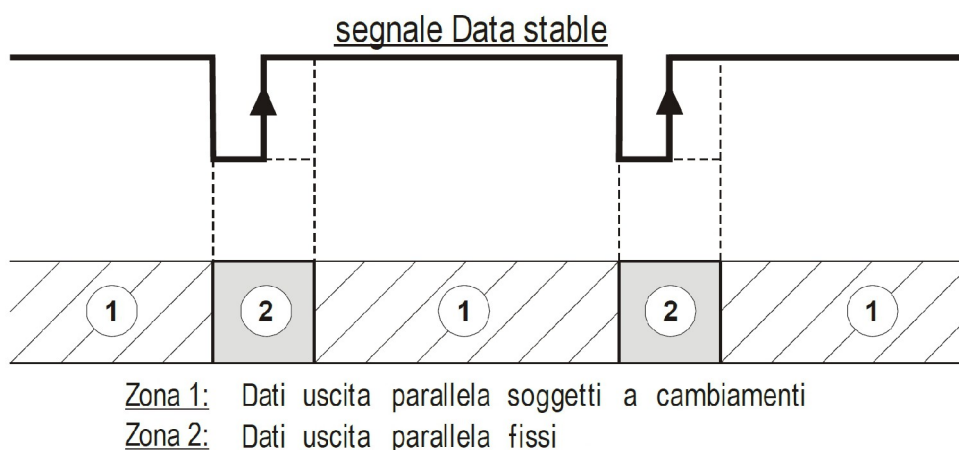 segnale Data stable
1 2 1 2 1
Zona 1: Dati uscita parallela soggetti a cambiamenti
Zona 2: Dati uscita parallela fissi